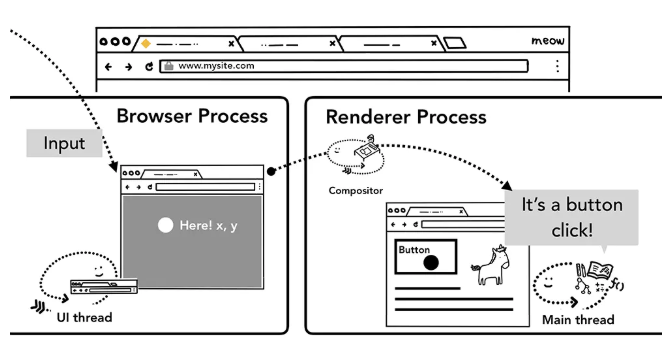 meow
www.mysite.com
Browser Process
Renderer Process
Input
Here! x, y
UI thread
Compositor
It's a button
click!
Button
f()
Main thread